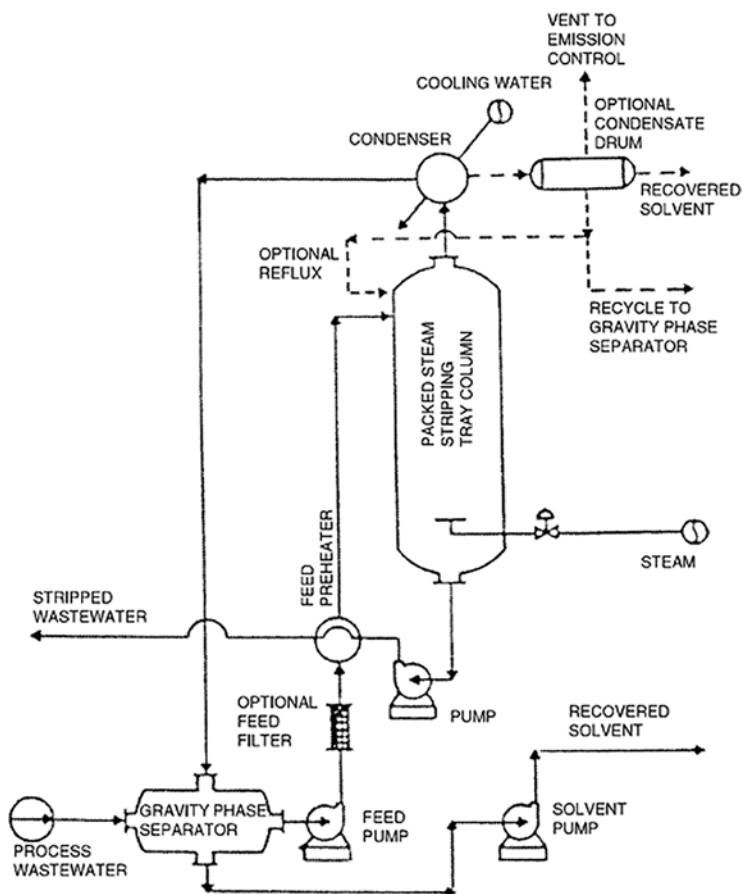 VENT TO
EMISSION
CONTROL
COOLING WATER
OPTIONAL
CONDENSATE
DRUM
CONDENSER
RECOVERED
SOLVENT
OPTIONAL
REFLUX
RECYCLE TO
GRAVITY PHASE
SEPARATOR
PACKED STEAM
STRIPPING
TRAY COLUMN
FEED
PREHEATER
STEAM
STRIPPED
WASTEWATER
OPTIONAL
FEED
FILTER
PUMP
RECOVERED
SOLVENT
GRAVITY PHASE
SEPARATOR
FEED
PUMP
SOLVENT
PUMP
PROCESS
WASTEWATER